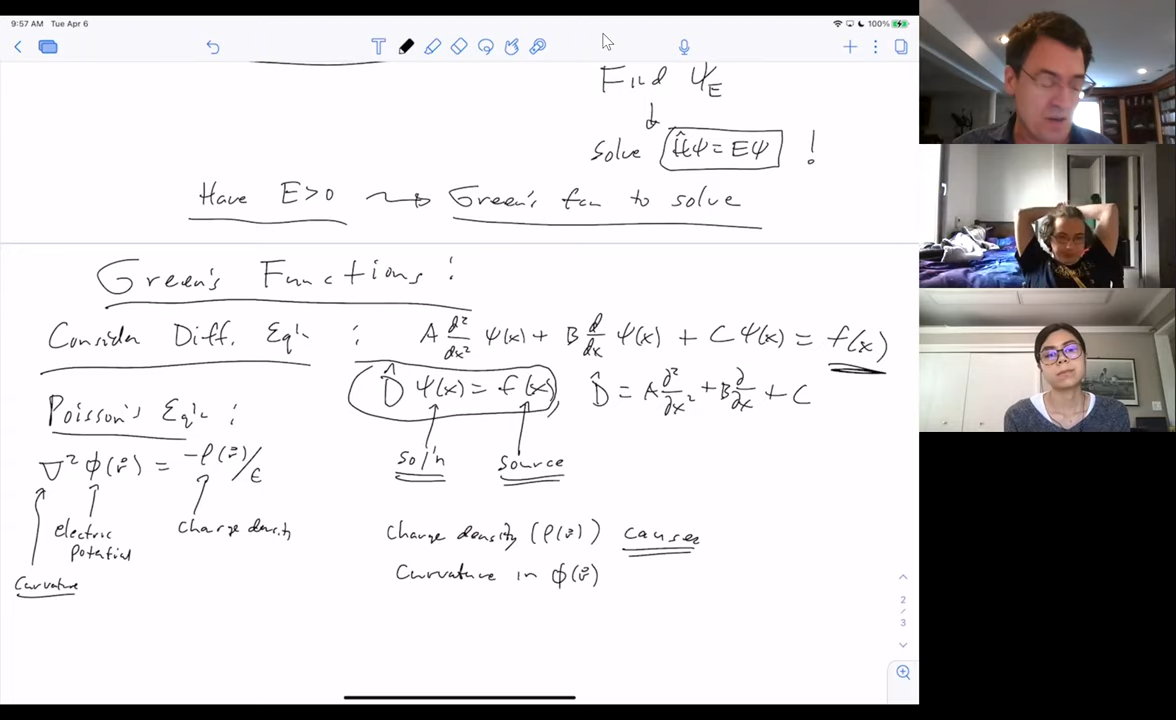 9:57 AM Tue Apr 6
100%
T
Find ψ_E
↓
Solve Ĥψ = Eψ !
Have E>0 ⟿ Green's fcn to solve
Green's Functions :
Consider Diff. Eq'n : A d²/dx² ψ(x) + B d/dx ψ(x) + C ψ(x) = f(x)
D̂ ψ(x) = f(x), D̂ = A ∂²/∂x² + B ∂/∂x + C
Poisson's Eq'n :
sol'n source
∇² φ(r⃗) = -ρ(r⃗)/ϵ
electric potential
charge density
Curvature
Charge density (ρ(r⃗)) causes
Curvature in φ(r⃗)
2
/
3